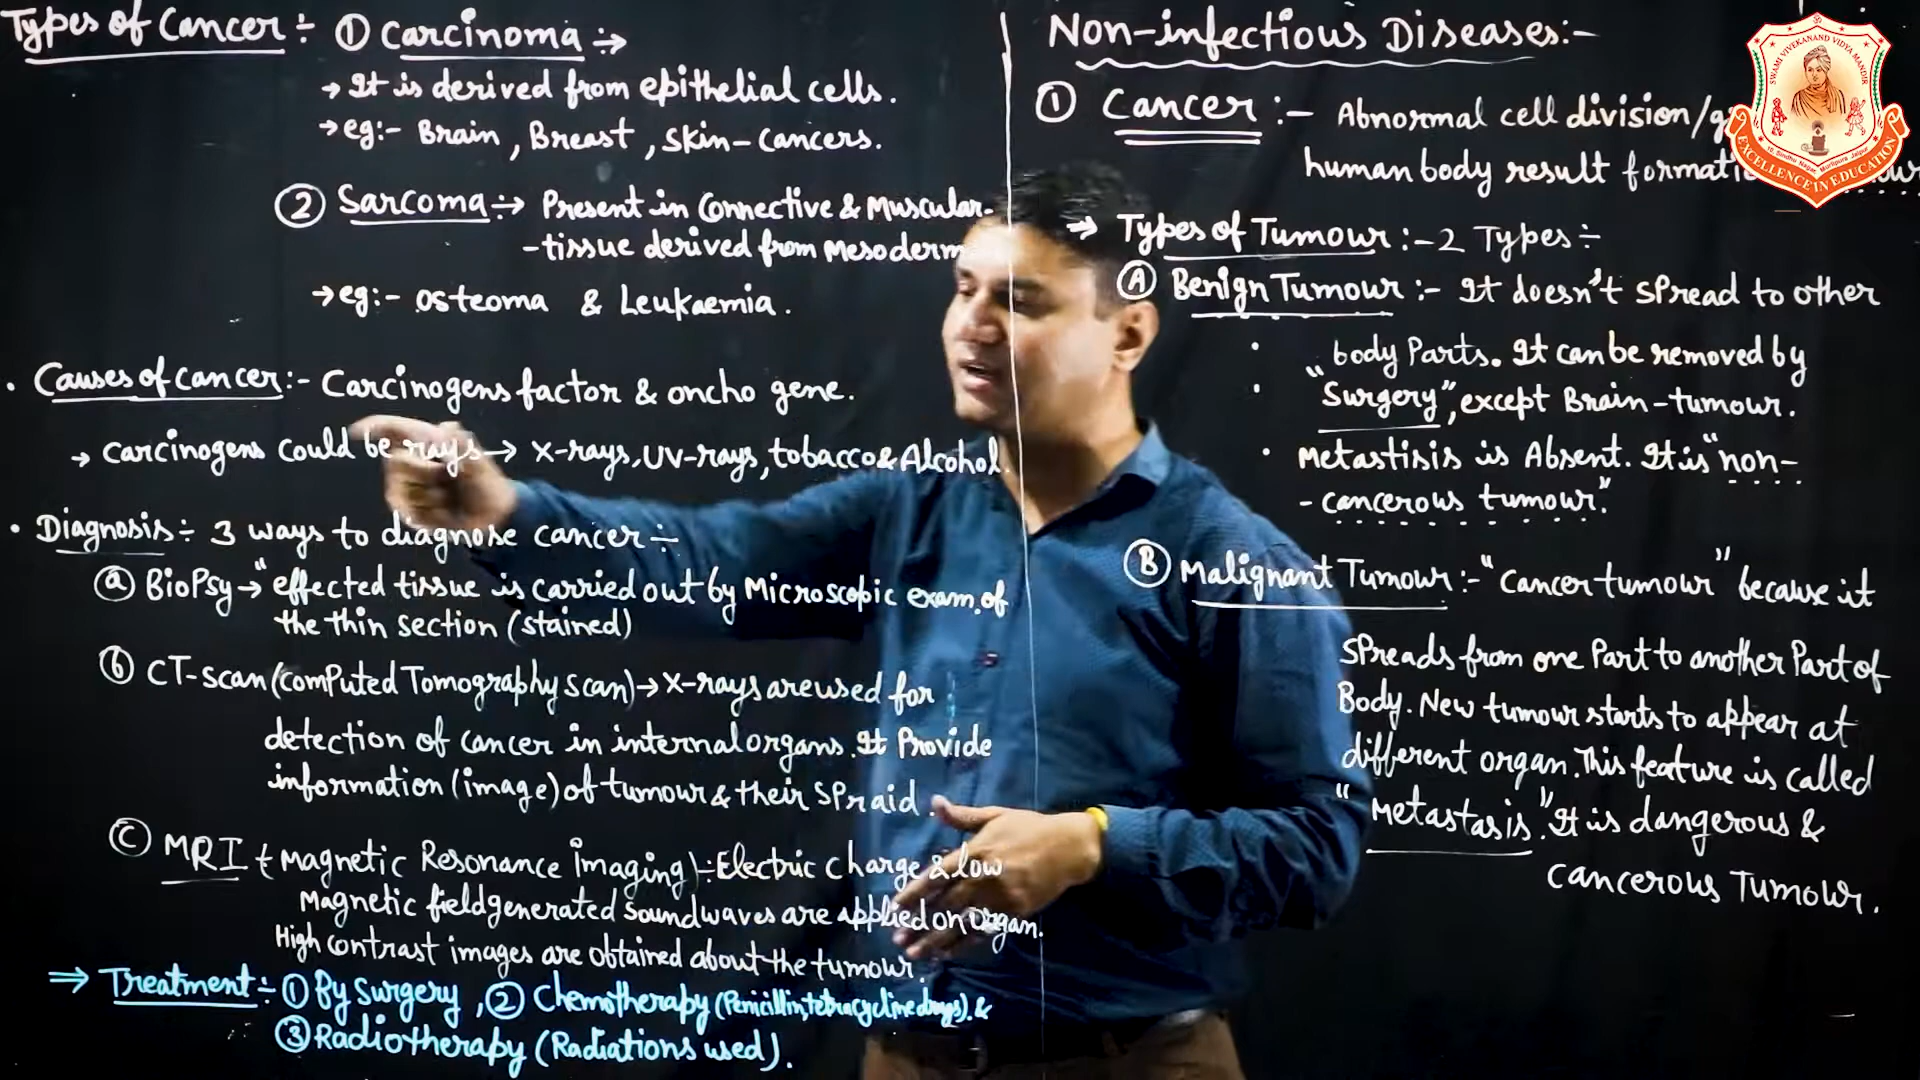 Types of Cancer ÷ ① Carcinoma :→
→ It is derived from epithelial cells.
→ eg:- Brain, Breast, Skin-Cancers.
② Sarcoma :→ Present in Connective & Muscular-
-tissue derived from Mesoderm
→ eg:- Osteoma & Leukaemia.
• Causes of cancer:- Carcinogens factor & oncho gene.
→ Carcinogens could be rays → X-rays, UV-rays, tobacco & Alcohol.
• Diagnosis ÷ 3 ways to diagnose cancer ÷
ⓐ BioPsy → "effected tissue is carried out by Microscopic exam. of
the thin section (stained)
ⓑ CT-scan (computed Tomography scan) → X-rays are used for
detection of cancer in internal organs. It Provide
information (image) of tumour & their SPraid.
Ⓒ MRI (Magnetic Resonance Imaging) ÷ Electric charge & low
Magnetic field generated sound waves are applied on organ.
High contrast images are obtained about the tumour.
⇒ Treatment ÷ ① By Surgery, ② Chemotherapy (Penicillin, tetracycline drugs). &
③ Radiotherapy (Radiations used).
Non-infectious Diseases:-
① Cancer :- Abnormal cell division/
human body result
→ Types of Tumour :- 2 Types ÷
Ⓐ Benign Tumour :- It doesn't spread to other
• body Parts. It can be removed by
• "Surgery", except Brain-tumour.
• Metastisis is Absent. It is "non-
-cancerous tumour."
Ⓑ Malignant Tumour :- "Cancer tumour" because it
Spreads from one Part to another Part of
Body. New tumour starts to appear at
different organ. This feature is called
"Metastasis." It is dangerous &
cancerous Tumour.
SWAMI VIVEKANAND VIDYA MANDIR
EXCELLENCE IN EDUCATION